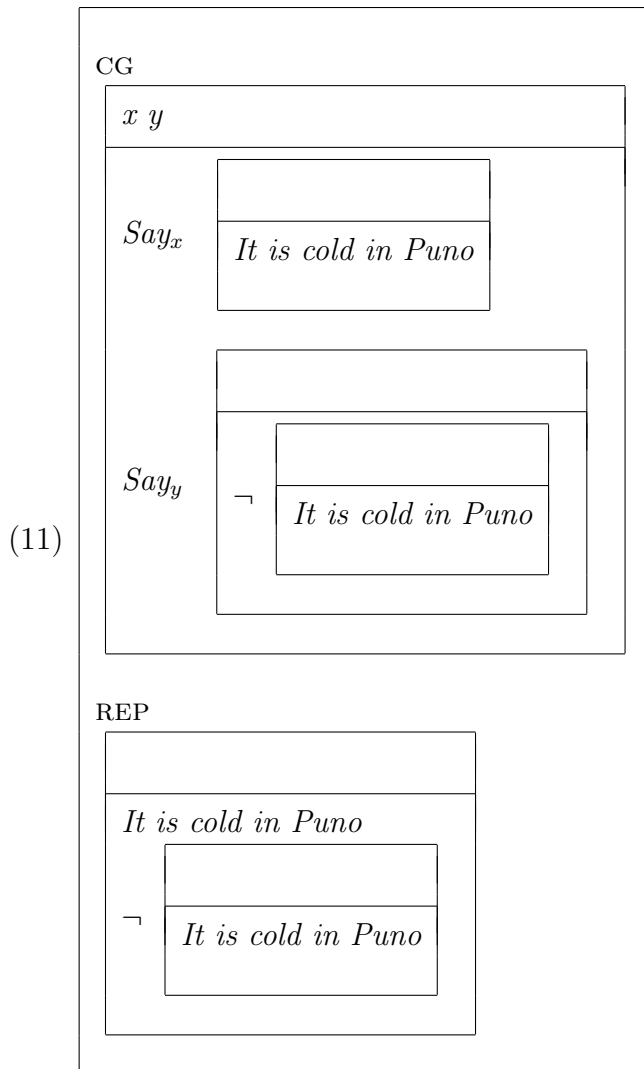 CG
x y
Say_x
It is cold in Puno
Say_y
¬
It is cold in Puno
(11)
REP
It is cold in Puno
¬
It is cold in Puno